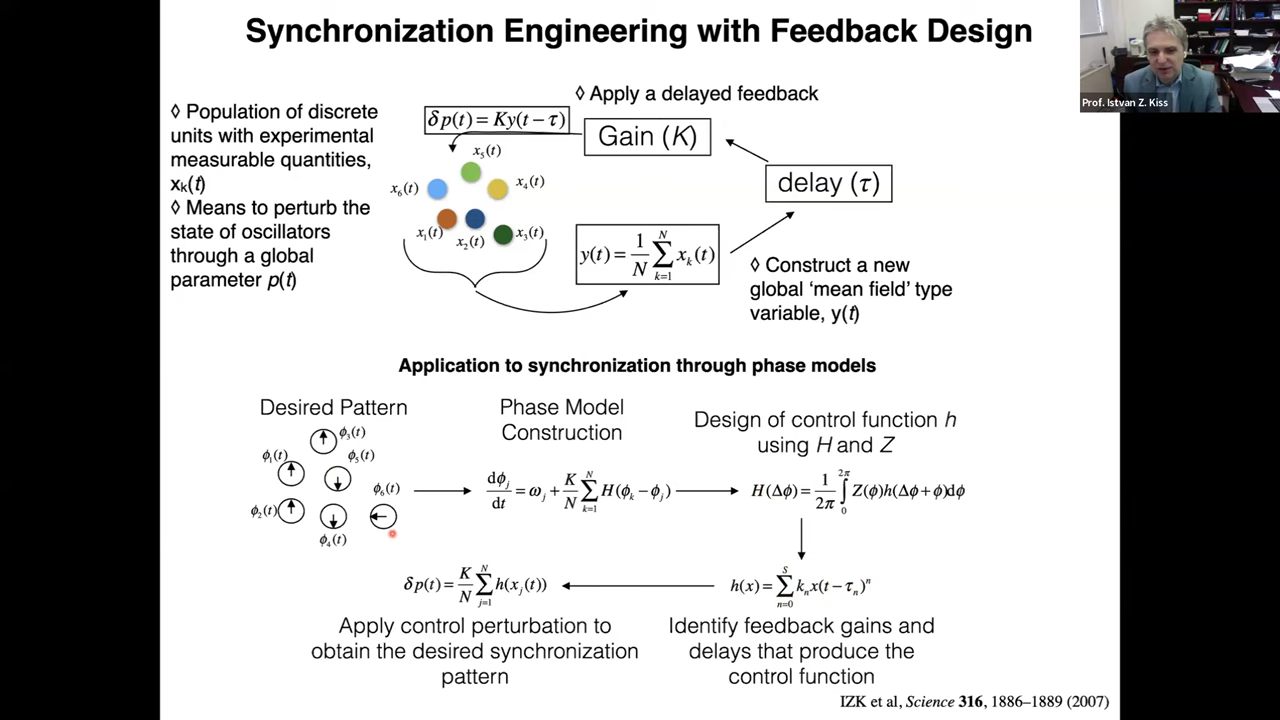 Synchronization Engineering with Feedback Design
Prof. Istvan Z. Kiss
◊ Population of discrete
units with experimental
measurable quantities,
xₖ(t)
◊ Means to perturb the
state of oscillators
through a global
parameter p(t)
◊ Apply a delayed feedback
δp(t) = Ky(t − τ)
Gain (K)
delay (τ)
x₅(t)
x₆(t)
x₄(t)
x₁(t)
x₂(t)
x₃(t)
y(t) = 1/N ∑_{k=1}^{N} xₖ(t)
◊ Construct a new
global ‘mean field’ type
variable, y(t)
Application to synchronization through phase models
Desired Pattern
ϕ₃(t)
ϕ₁(t)
ϕ₅(t)
ϕ₆(t)
ϕ₂(t)
ϕ₄(t)
Phase Model
Construction
dϕⱼ/dt = ωⱼ + K/N ∑_{k=1}^{N} H(ϕₖ − ϕⱼ)
Design of control function h
using H and Z
H(Δϕ) = 1/2π ∫_{0}^{2π} Z(ϕ)h(Δϕ + ϕ)dϕ
δp(t) = K/N ∑_{j=1}^{N} h(xⱼ(t))
h(x) = ∑_{n=0}^{S} kₙx(t − τₙ)ⁿ
Apply control perturbation to
obtain the desired synchronization
pattern
Identify feedback gains and
delays that produce the
control function
IZK et al, Science 316, 1886–1889 (2007)